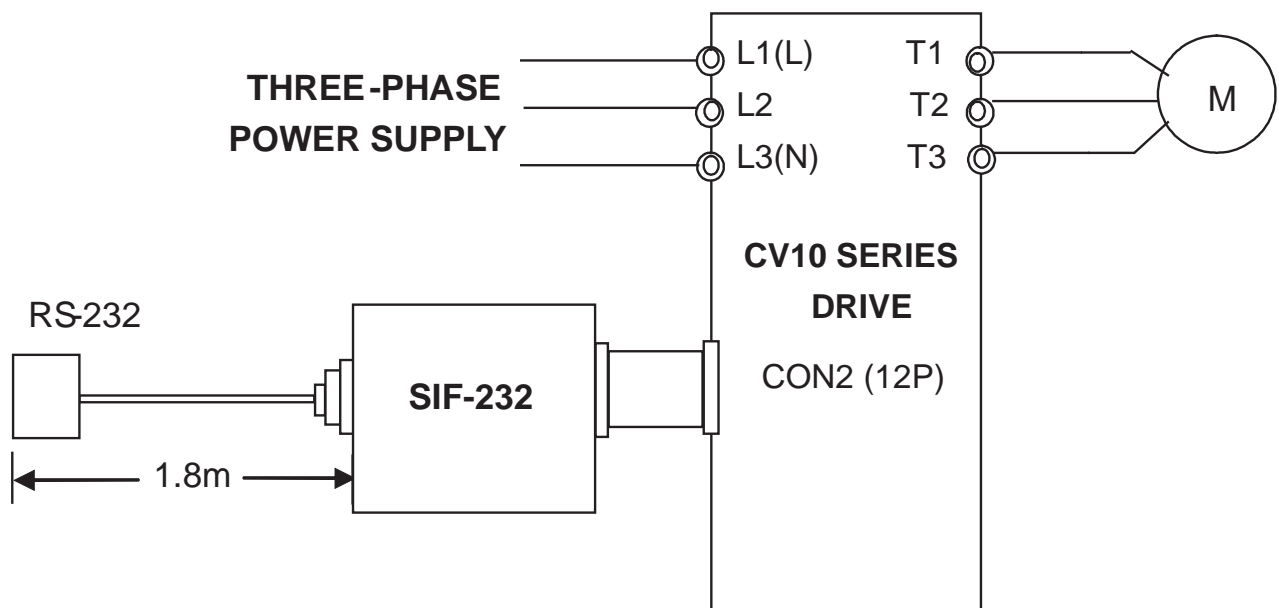 L1(L)
T1
THREE-PHASE
POWER SUPPLY
L2
T2
M
L3(N)
T3
CV10 SERIES
DRIVE
RS-232
SIF-232
CON2 (12P)
1.8m